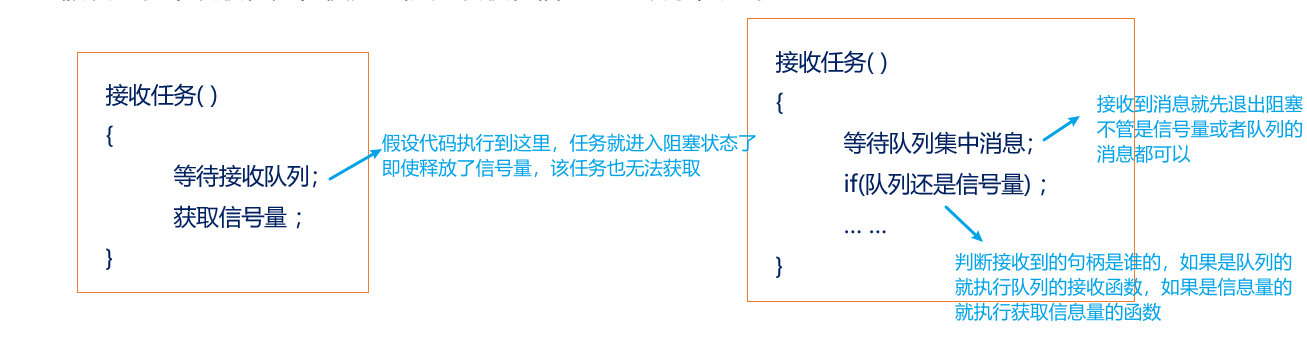 接收任务( )
{
等待接收队列；
获取信号量 ；
}
假设代码执行到这里，任务就进入阻塞状态了
即使释放了信号量，该任务也无法获取
接收任务( )
{
等待队列集中消息；
if(队列还是信号量) ；
... ...
}
接收到消息就先退出阻塞
不管是信号量或者队列的
消息都可以
判断接收到的句柄是谁的，如果是队列的
就执行队列的接收函数，如果是信息量的
就执行获取信息量的函数